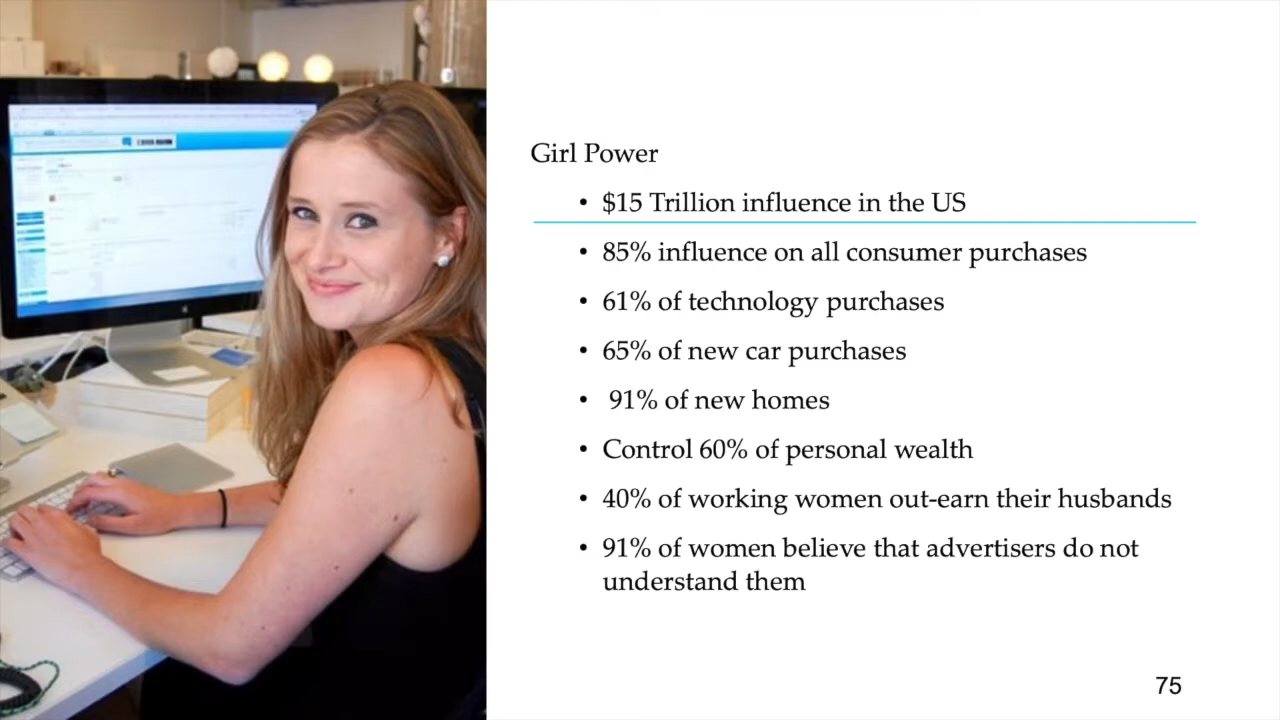 Girl Power
• $15 Trillion influence in the US
• 85% influence on all consumer purchases
• 61% of technology purchases
• 65% of new car purchases
• 91% of new homes
• Control 60% of personal wealth
• 40% of working women out-earn their husbands
• 91% of women believe that advertisers do not
understand them
75